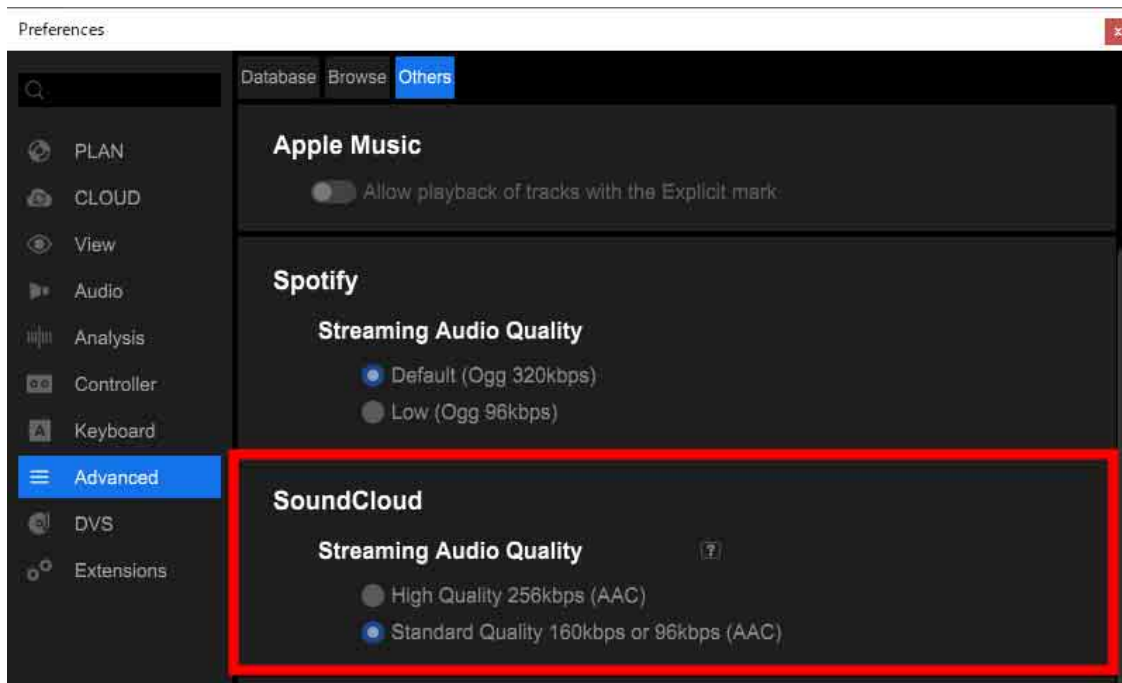 Preferences
x
Database Browse Others
PLAN
CLOUD
View
Audio
Analysis
Controller
Keyboard
Advanced
DVS
Extensions
Apple Music
Allow playback of tracks with the Explicit mark
Spotify
Streaming Audio Quality
Default (Ogg 320kbps)
Low (Ogg 96kbps)
SoundCloud
Streaming Audio Quality ?
High Quality 256kbps (AAC)
Standard Quality 160kbps or 96kbps (AAC)